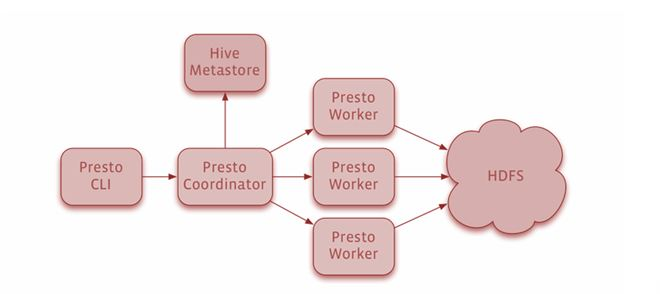 Hive
Metastore
Presto
Worker
Presto
CLI
Presto
Coordinator
Presto
Worker
HDFS
Presto
Worker